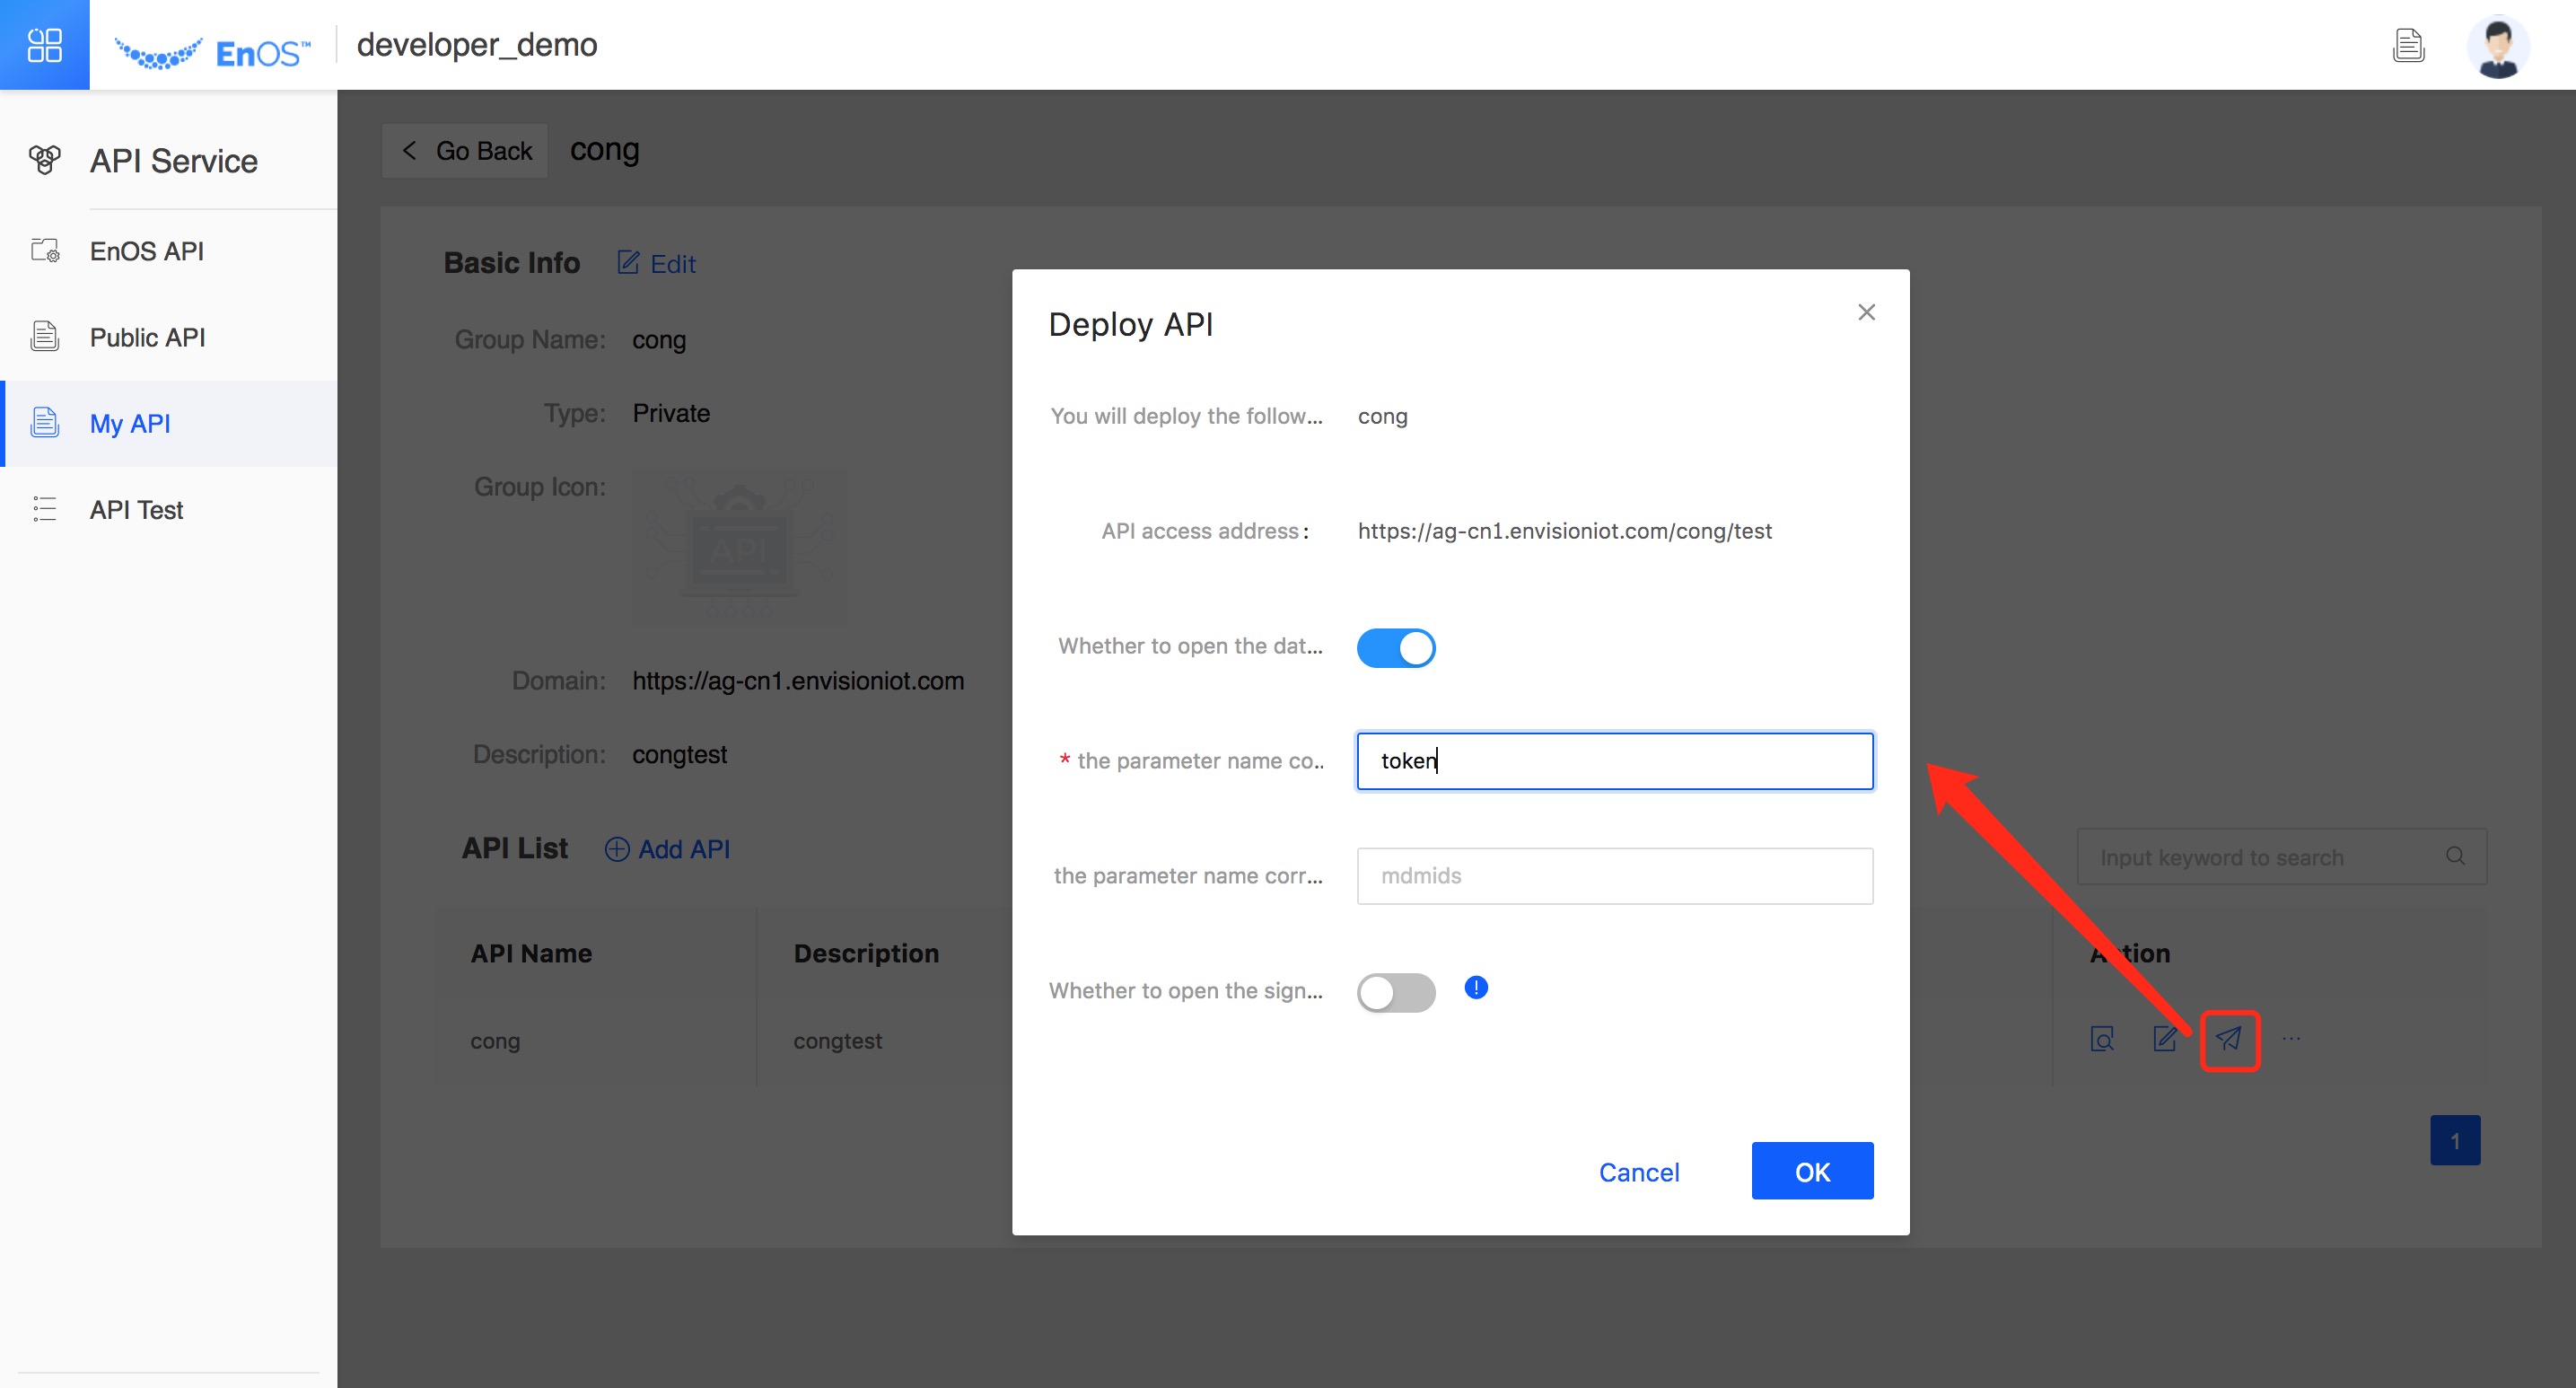 EnOS™ developer_demo
API Service
EnOS API
Public API
My API
API Test
Go Back cong
Basic Info Edit
Group Name: cong
Type: Private
Group Icon:
API
Domain: https://ag-cn1.envisioniot.com
Description: congtest
API List Add API
Input keyword to search
API Name Description Action
cong congtest ...
1
Deploy API
You will deploy the follow... cong
API access address: https://ag-cn1.envisioniot.com/cong/test
Whether to open the dat...
* the parameter name co.. token
the parameter name corr... mdmids
Whether to open the sign... !
Cancel OK